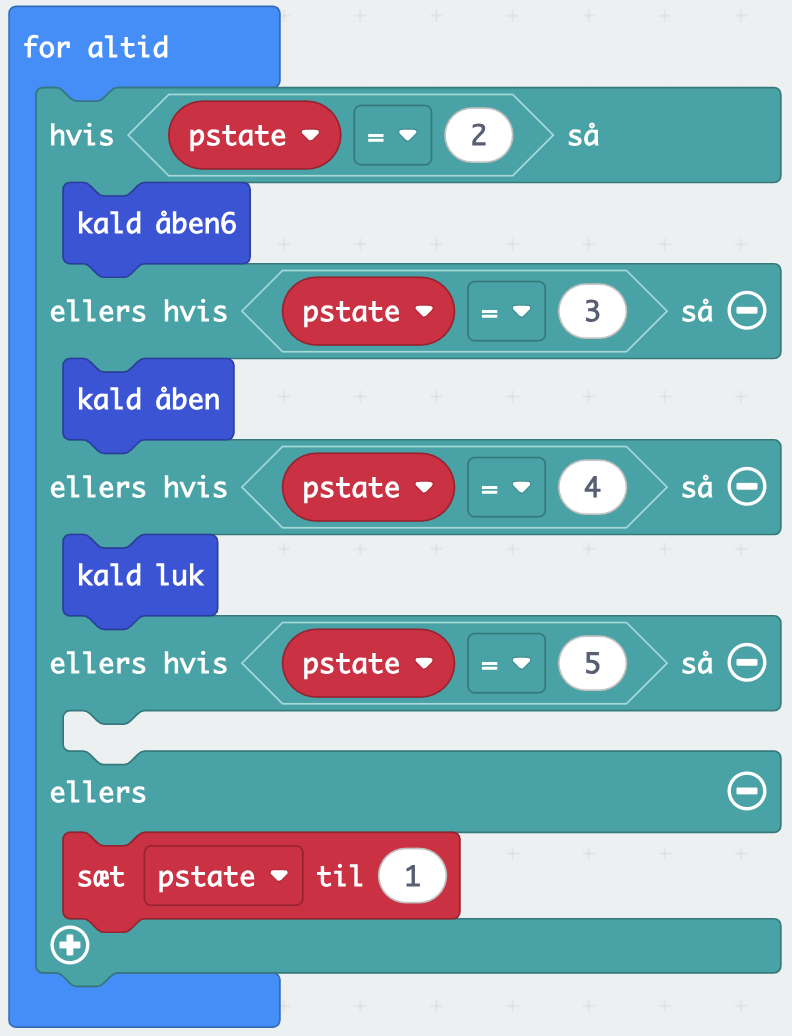 for altid
hvis pstate = 2 så
kald åben6
ellers hvis pstate = 3 så
kald åben
ellers hvis pstate = 4 så
kald luk
ellers hvis pstate = 5 så
ellers
sæt pstate til 1